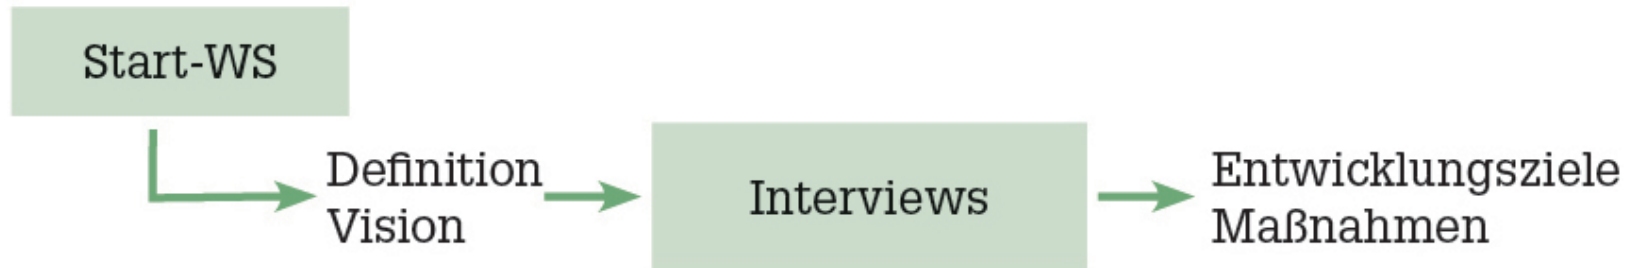 Start-WS
Definition
Vision
Interviews
Entwicklungsziele
Maßnahmen